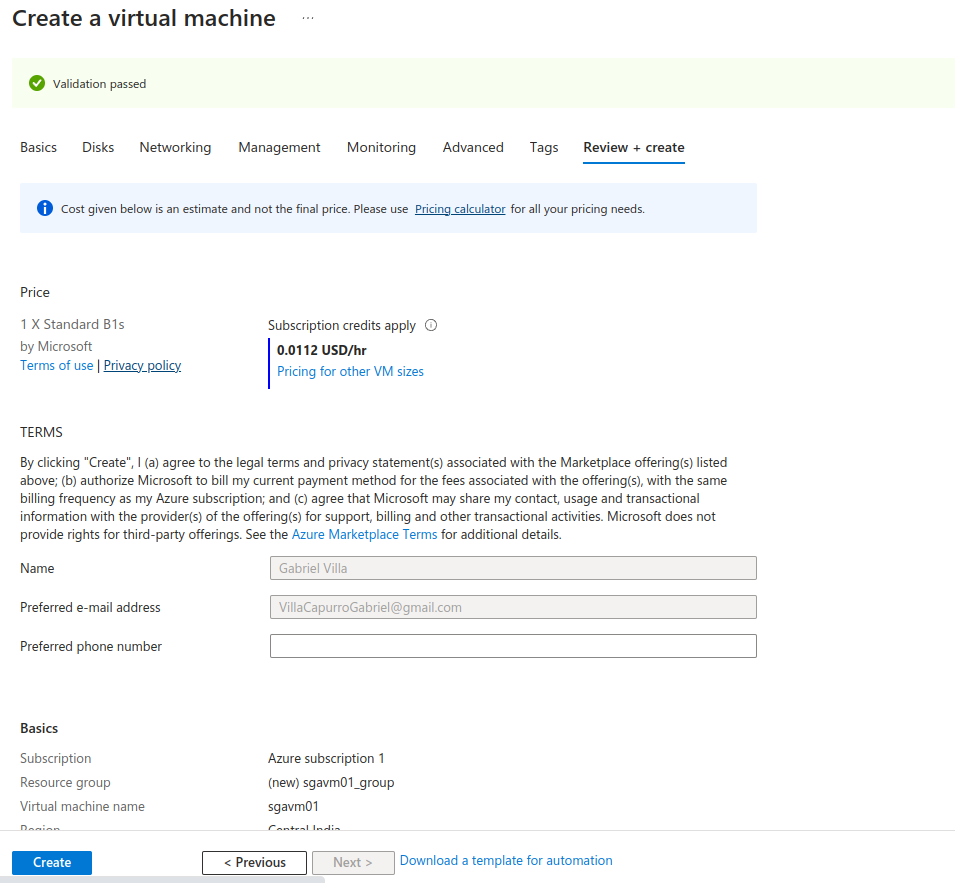 Create a virtual machine ...
Validation passed
Basics Disks Networking Management Monitoring Advanced Tags Review + create
Cost given below is an estimate and not the final price. Please use Pricing calculator for all your pricing needs.
Price
1 X Standard B1s
by Microsoft
Terms of use | Privacy policy
Subscription credits apply
0.0112 USD/hr
Pricing for other VM sizes
TERMS
By clicking "Create", I (a) agree to the legal terms and privacy statement(s) associated with the Marketplace offering(s) listed
above; (b) authorize Microsoft to bill my current payment method for the fees associated with the offering(s), with the same
billing frequency as my Azure subscription; and (c) agree that Microsoft may share my contact, usage and transactional
information with the provider(s) of the offering(s) for support, billing and other transactional activities. Microsoft does not
provide rights for third-party offerings. See the Azure Marketplace Terms for additional details.
Name Gabriel Villa
Preferred e-mail address VillaCapurroGabriel@gmail.com
Preferred phone number
Basics
Subscription Azure subscription 1
Resource group (new) sgavm01_group
Virtual machine name sgavm01
Region Central India
Create < Previous Next > Download a template for automation